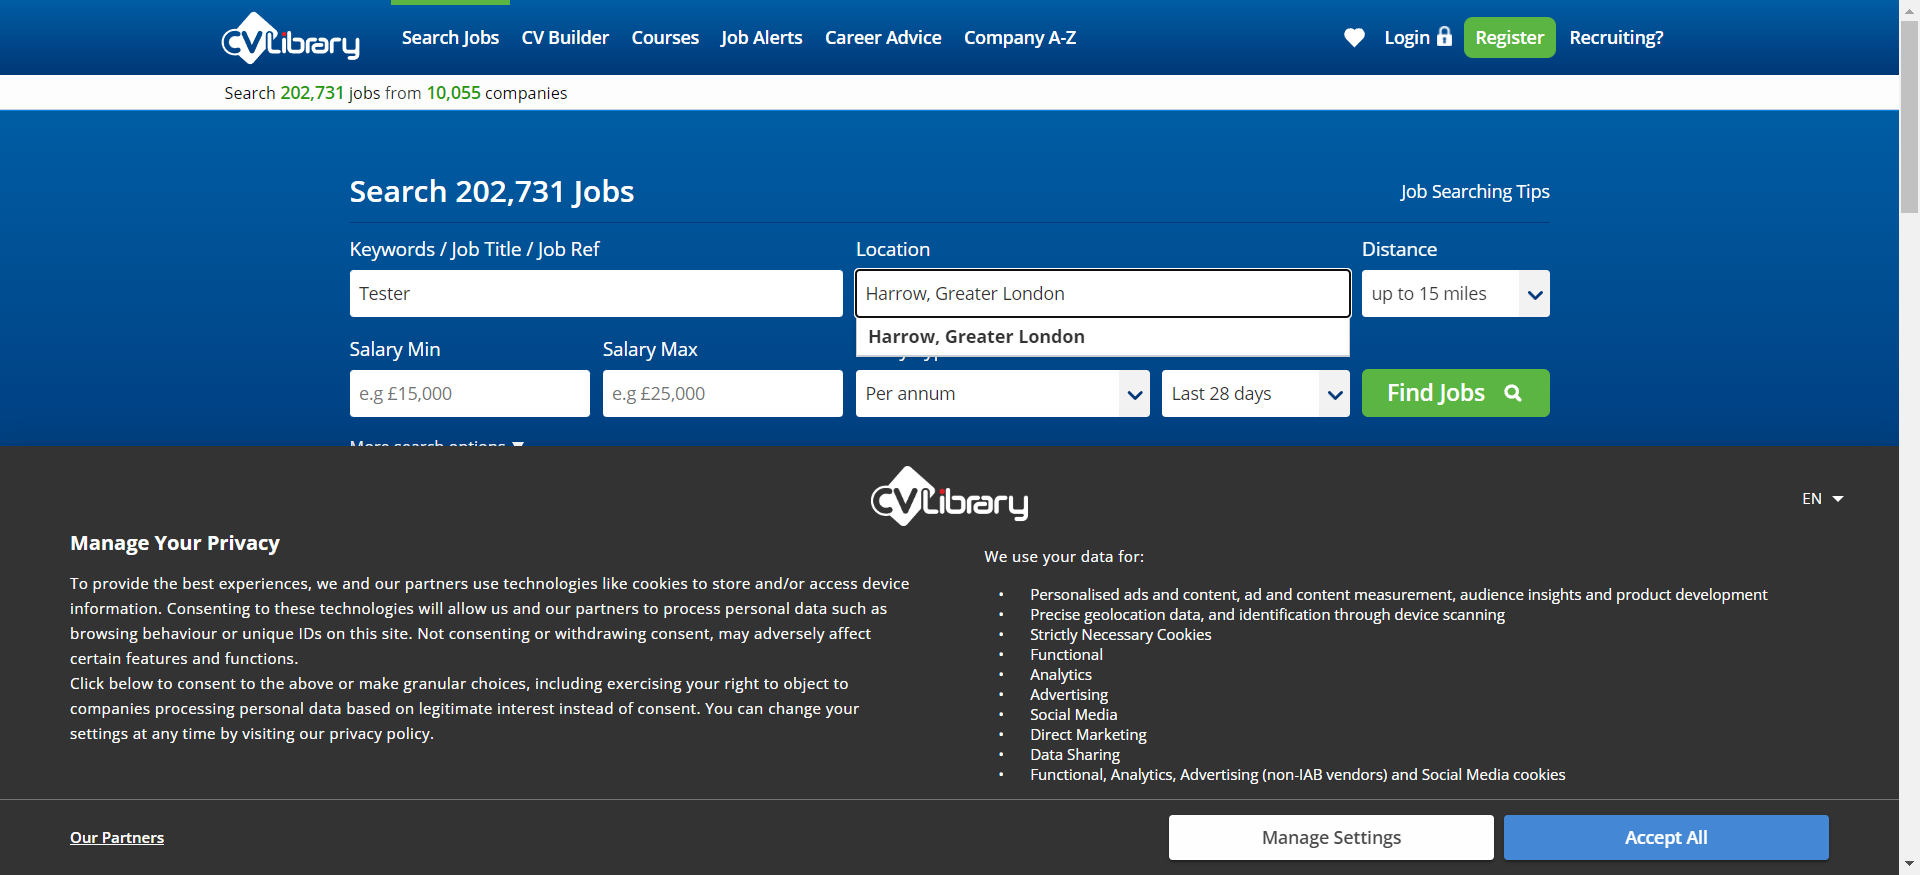 CV Library
Search Jobs
CV Builder
Courses
Job Alerts
Career Advice
Company A-Z
Login
Register
Recruiting?
Search 202,731 jobs from 10,055 companies
Search 202,731 Jobs
Job Searching Tips
Keywords / Job Title / Job Ref
Location
Distance
Tester
Harrow, Greater London
up to 15 miles
Harrow, Greater London
Salary Min
Salary Max
e.g £15,000
e.g £25,000
Per annum
Last 28 days
Find Jobs
More search options
CV Library
EN
Manage Your Privacy
To provide the best experiences, we and our partners use technologies like cookies to store and/or access device
information. Consenting to these technologies will allow us and our partners to process personal data such as
browsing behaviour or unique IDs on this site. Not consenting or withdrawing consent, may adversely affect
certain features and functions.
Click below to consent to the above or make granular choices, including exercising your right to object to
companies processing personal data based on legitimate interest instead of consent. You can change your
settings at any time by visiting our privacy policy.
We use your data for:
• Personalised ads and content, ad and content measurement, audience insights and product development
• Precise geolocation data, and identification through device scanning
• Strictly Necessary Cookies
• Functional
• Analytics
• Advertising
• Social Media
• Direct Marketing
• Data Sharing
• Functional, Analytics, Advertising (non-IAB vendors) and Social Media cookies
Our Partners
Manage Settings
Accept All